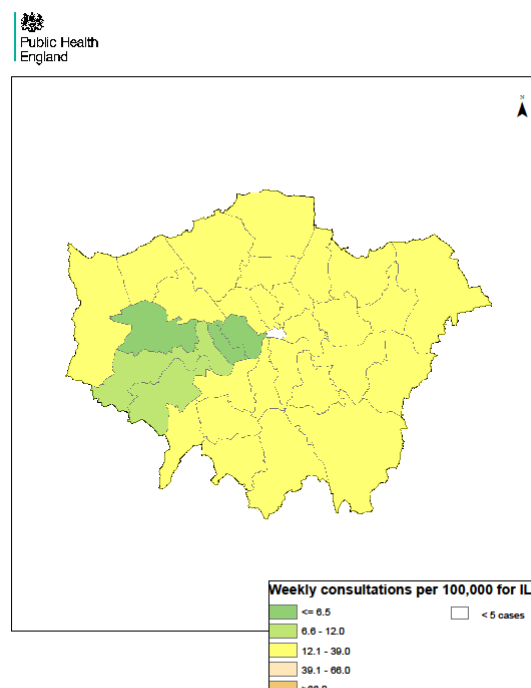 Public Health
England
N
Weekly consultations per 100,000 for IL
<= 6.5
< 5 cases
6.6 - 12.0
12.1 - 39.0
39.1 - 66.0